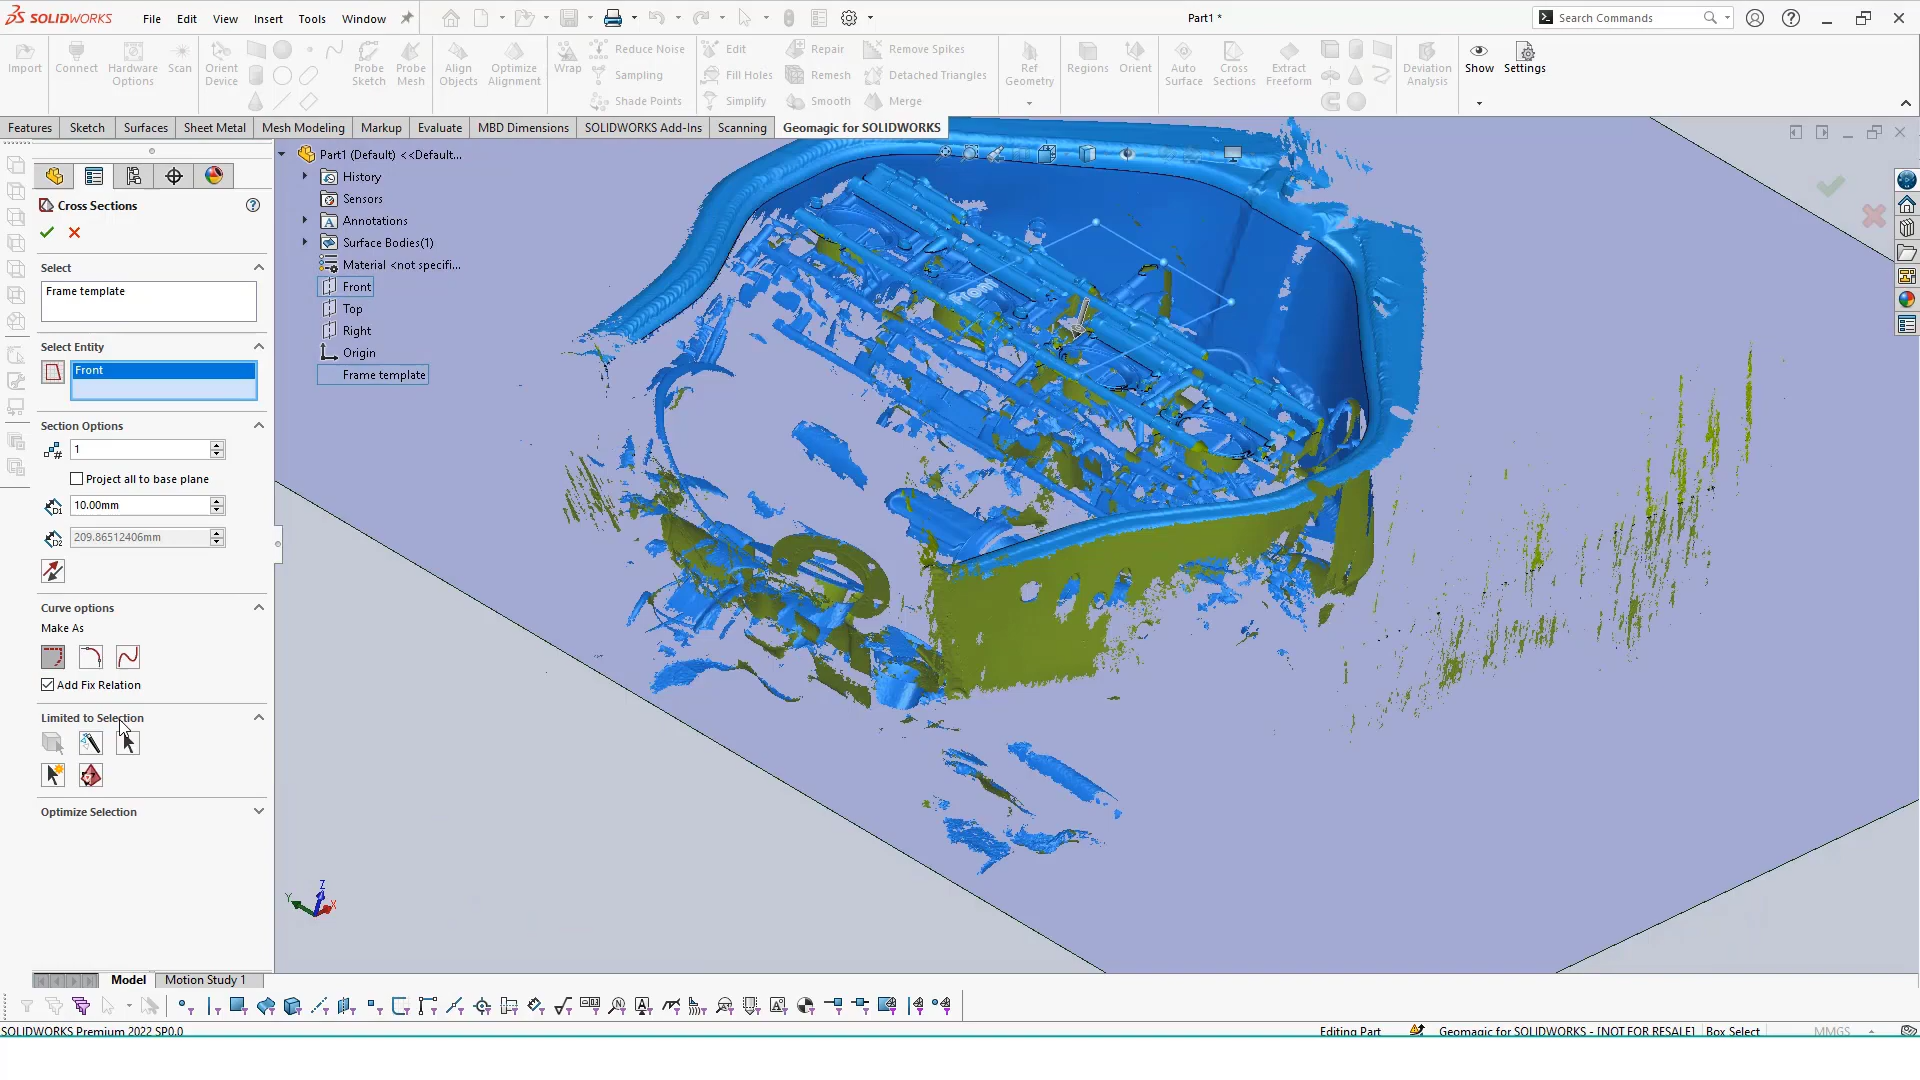 SOLIDWORKS
File Edit View Insert Tools Window
Part1 *
Search Commands
Import
Connect
Hardware Options
Scan
Orient Device
Probe Sketch
Probe Mesh
Align Objects
Optimize Alignment
Wrap
Reduce Noise
Sampling
Shade Points
Edit
Fill Holes
Simplify
Repair
Remesh
Smooth
Remove Spikes
Detached Triangles
Merge
Ref Geometry
Regions
Orient
Auto Surface
Cross Sections
Extract Freeform
Deviation Analysis
Show
Settings
Features Sketch Surfaces Sheet Metal Mesh Modeling Markup Evaluate MBD Dimensions SOLIDWORKS Add-Ins Scanning Geomagic for SOLIDWORKS
Cross Sections
Select
Frame template
Select Entity
Front
Section Options
1
Project all to base plane
10.00mm
209.86512406mm
Curve options
Make As
Add Fix Relation
Limited to Selection
Optimize Selection
Part1 (Default) <<Default...
History
Sensors
Annotations
Surface Bodies(1)
Material <not specifi...
Front
Top
Right
Origin
Frame template
Front
Z
Y
X
Model Motion Study 1
SOLIDWORKS Premium 2022 SP0.0
Editing Part
Geomagic for SOLIDWORKS - [NOT FOR RESALE]
Box Select
MMGS